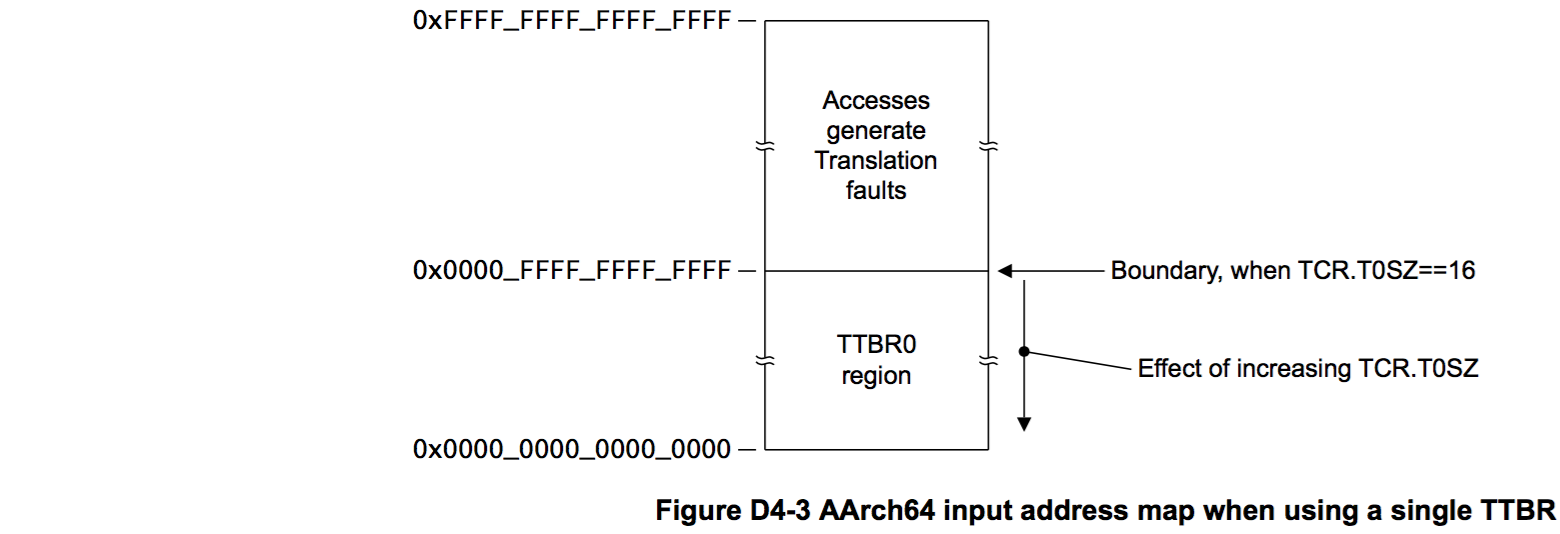 0xFFFF_FFFF_FFFF_FFFF
Accesses
generate
Translation
faults
0x0000_FFFF_FFFF_FFFF
Boundary, when TCR.T0SZ==16
TTBR0
region
Effect of increasing TCR.T0SZ
0x0000_0000_0000_0000
Figure D4-3 AArch64 input address map when using a single TTBR